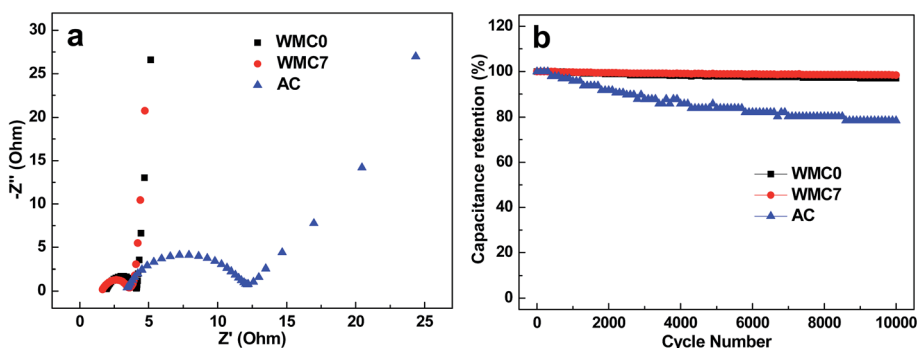 a
WMC0
WMC7
AC
-Z'' (Ohm)
30
25
20
15
10
5
0
0 5 10 15 20 25
Z' (Ohm)
b
Capacitance retention (%)
120
100
80
60
40
20
0
WMC0
WMC7
AC
0 2000 4000 6000 8000 10000
Cycle Number